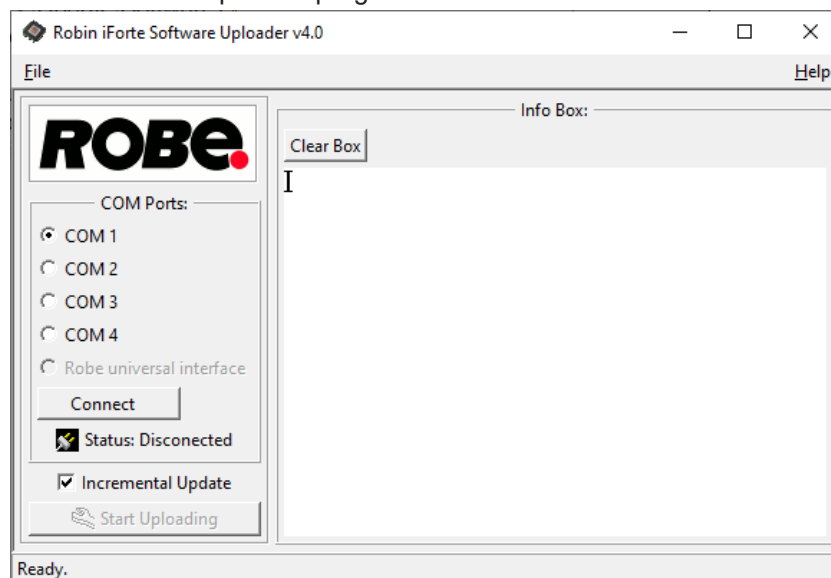 Robin iForte Software Uploader v4.0
File
Help
ROBE
COM Ports:
COM 1
COM 2
COM 3
COM 4
Robe universal interface
Connect
Status: Disconected
Incremental Update
Start Uploading
Info Box:
Clear Box
Ready.